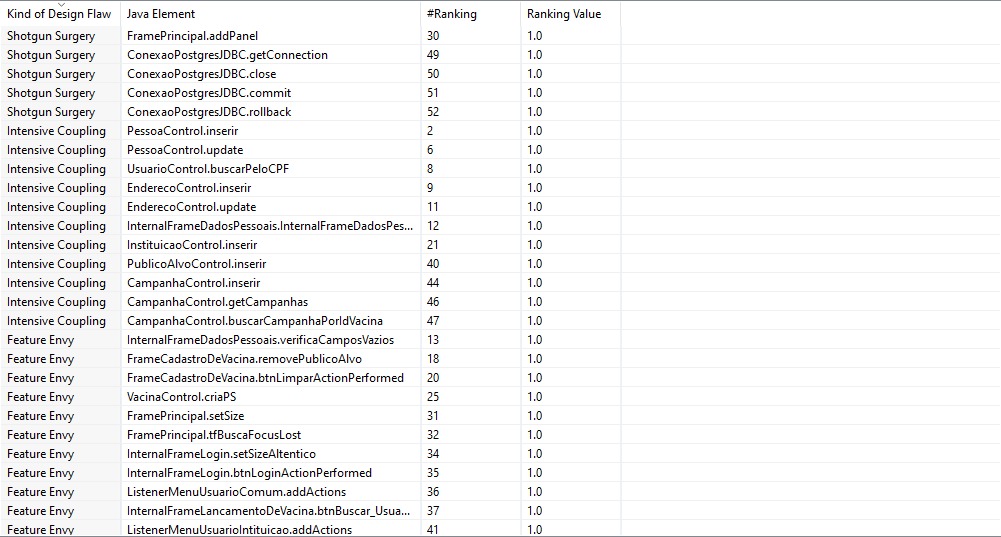 Kind of Design Flaw Java Element #Ranking Ranking Value
Shotgun Surgery FramePrincipal.addPanel 30 1.0
Shotgun Surgery ConexaoPostgresJDBC.getConnection 49 1.0
Shotgun Surgery ConexaoPostgresJDBC.close 50 1.0
Shotgun Surgery ConexaoPostgresJDBC.commit 51 1.0
Shotgun Surgery ConexaoPostgresJDBC.rollback 52 1.0
Intensive Coupling PessoaControl.inserir 2 1.0
Intensive Coupling PessoaControl.update 6 1.0
Intensive Coupling UsuarioControl.buscarPeloCPF 8 1.0
Intensive Coupling EnderecoControl.inserir 9 1.0
Intensive Coupling EnderecoControl.update 11 1.0
Intensive Coupling InternalFrameDadosPessoais.InternalFrameDadosPes... 12 1.0
Intensive Coupling InstituicaoControl.inserir 21 1.0
Intensive Coupling PublicoAlvoControl.inserir 40 1.0
Intensive Coupling CampanhaControl.inserir 44 1.0
Intensive Coupling CampanhaControl.getCampanhas 46 1.0
Intensive Coupling CampanhaControl.buscarCampanhaPorIdVacina 47 1.0
Feature Envy InternalFrameDadosPessoais.verificaCamposVazios 13 1.0
Feature Envy FrameCadastroDeVacina.removePublicoAlvo 18 1.0
Feature Envy FrameCadastroDeVacina.btnLimparActionPerformed 20 1.0
Feature Envy VacinaControl.criaPS 25 1.0
Feature Envy FramePrincipal.setSize 31 1.0
Feature Envy FramePrincipal.tfBuscaFocusLost 32 1.0
Feature Envy InternalFrameLogin.setSizeAltentico 34 1.0
Feature Envy InternalFrameLogin.btnLoginActionPerformed 35 1.0
Feature Envy ListenerMenuUsuarioComum.addActions 36 1.0
Feature Envy InternalFrameLancamentoDeVacina.btnBuscar_Usua... 37 1.0
Feature Envy ListenerMenuUsuarioIntituicao.addActions 41 1.0